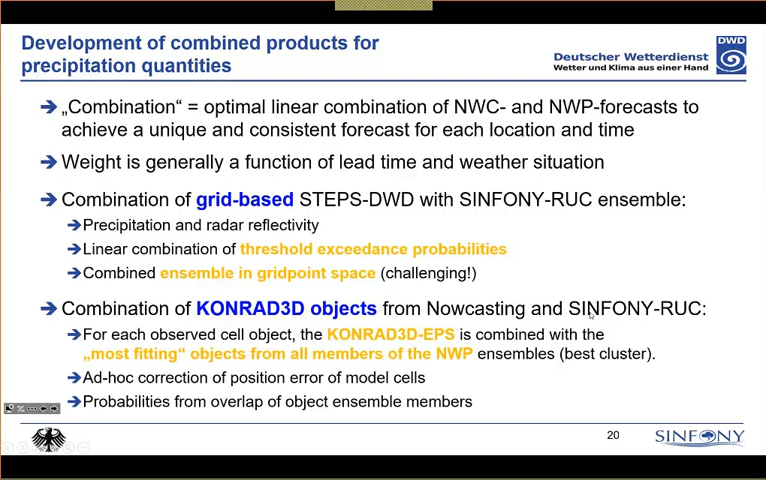 Development of combined products for
precipitation quantities
DWD
Deutscher Wetterdienst
Wetter und Klima aus einer Hand
„Combination“ = optimal linear combination of NWC- and NWP-forecasts to
achieve a unique and consistent forecast for each location and time
Weight is generally a function of lead time and weather situation
Combination of grid-based STEPS-DWD with SINFONY-RUC ensemble:
Precipitation and radar reflectivity
Linear combination of threshold exceedance probabilities
Combined ensemble in gridpoint space (challenging!)
Combination of KONRAD3D objects from Nowcasting and SINFONY-RUC:
For each observed cell object, the KONRAD3D-EPS is combined with the
„most fitting“ objects from all members of the NWP ensembles (best cluster).
Ad-hoc correction of position error of model cells
Probabilities from overlap of object ensemble members
20
SINFONY